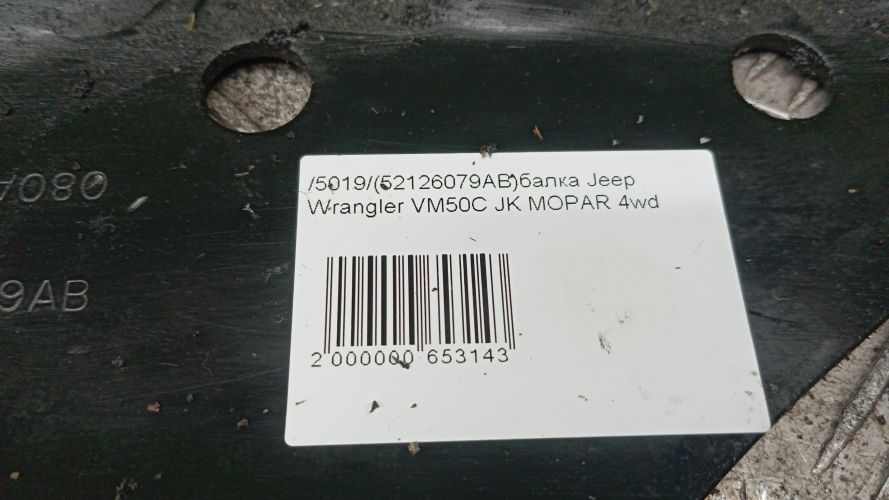 /5019/(52126079AB)балка Jeep
Wrangler VM50C JK MOPAR 4wd
2 000000 653143
9AB